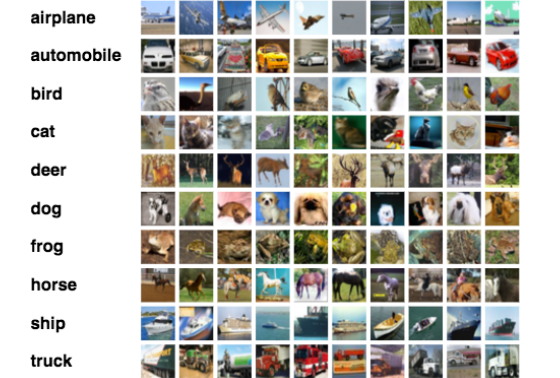 airplane
automobile
bird
cat
deer
dog
frog
horse
ship
truck